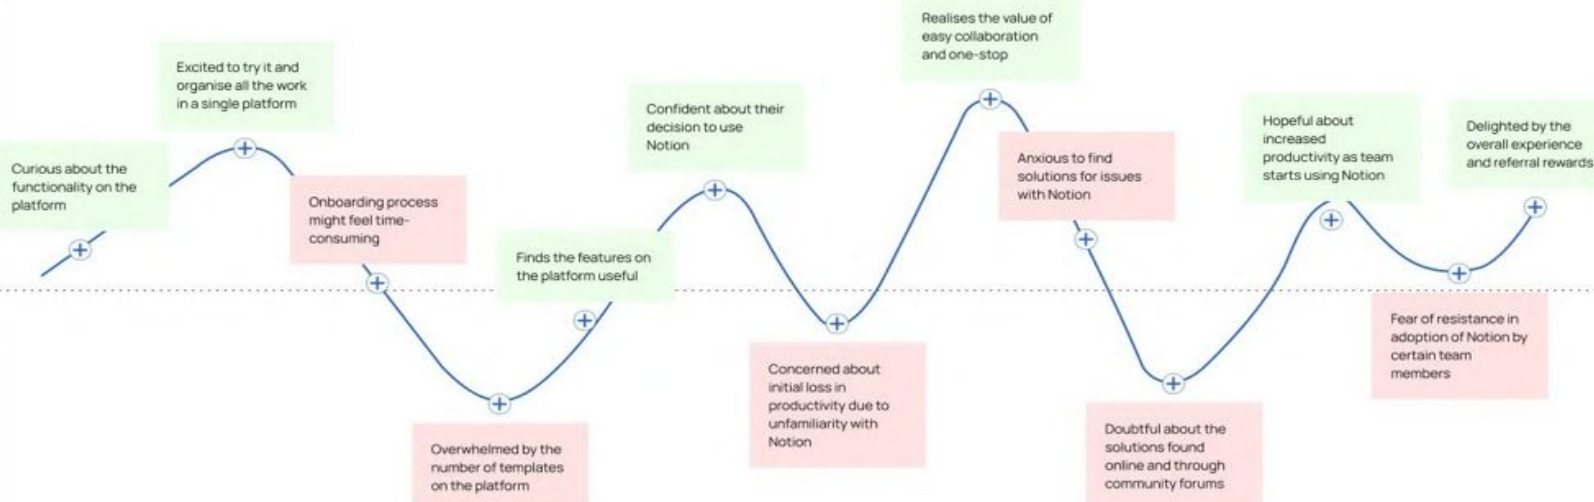 Curious about the
functionality on the
platform
Excited to try it and
organise all the work
in a single platform
Onboarding process
might feel time-
consuming
Overwhelmed by the
number of templates
on the platform
Finds the features on
the platform useful
Confident about their
decision to use
Notion
Concerned about
initial loss in
productivity due to
unfamiliarity with
Notion
Realises the value of
easy collaboration
and one-stop
Anxious to find
solutions for issues
with Notion
Doubtful about the
solutions found
online and through
community forums
Hopeful about
increased
productivity as team
starts using Notion
Fear of resistance in
adoption of Notion by
certain team
members
Delighted by the
overall experience
and referral rewards